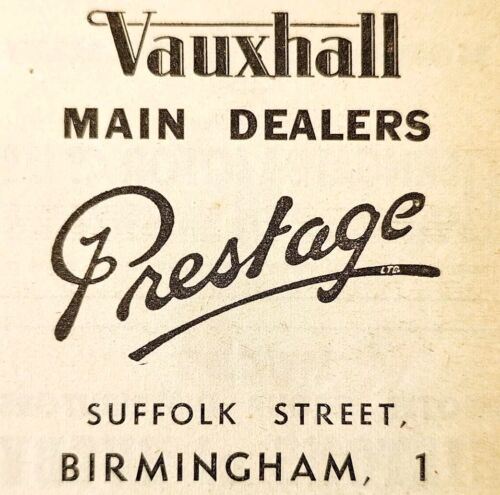 Vauxhall
MAIN DEALERS
Prestage
LTD.
SUFFOLK STREET,
BIRMINGHAM, 1